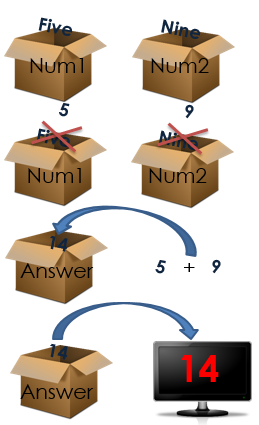 Five Nine
Num1 Num2
5 9
Five Nine
Num1 Num2
14
Answer 5 + 9
14 14
Answer